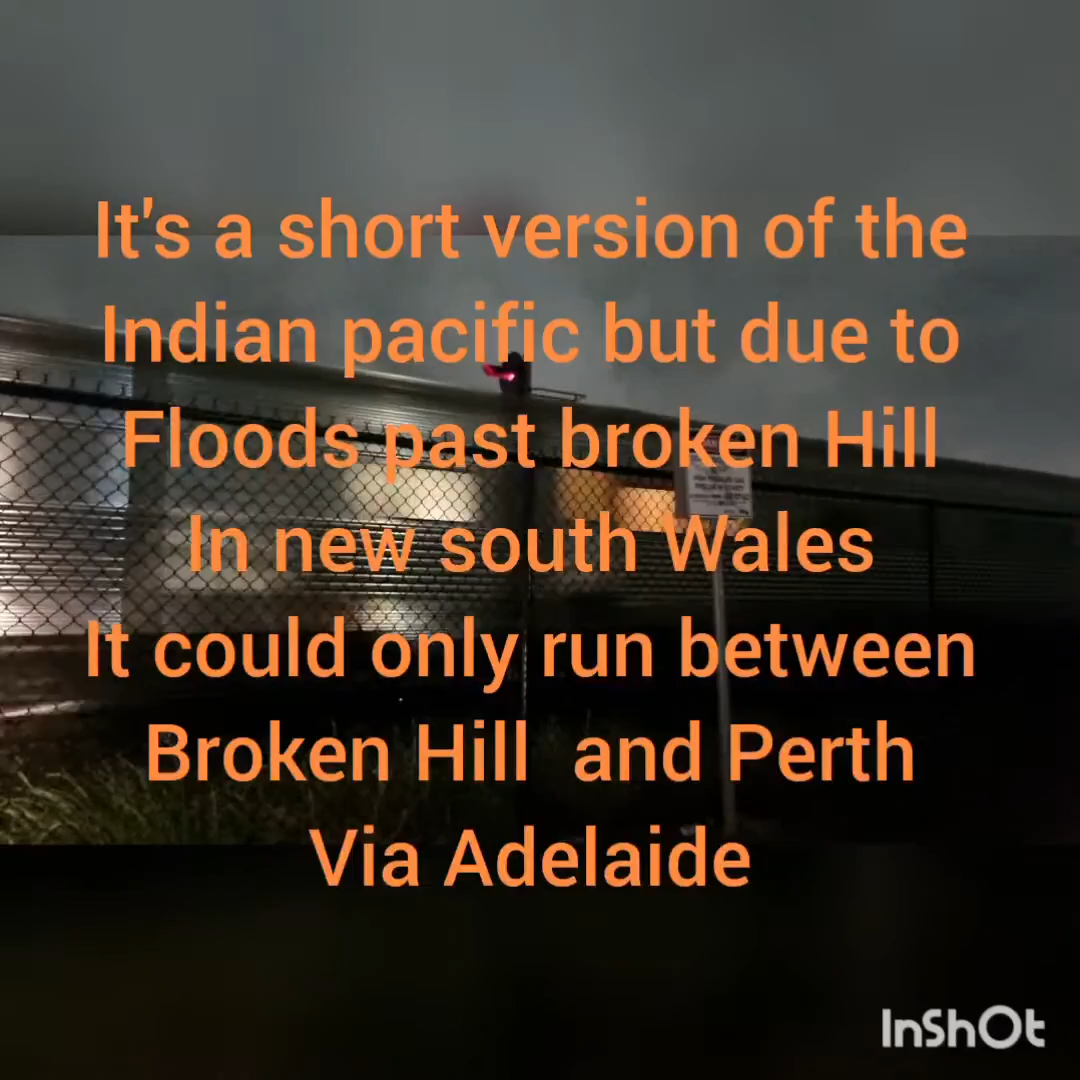 It's a short version of the
Indian pacific but due to
Floods past broken Hill
In new south Wales
It could only run between
Broken Hill  and Perth
Via Adelaide
InShOt